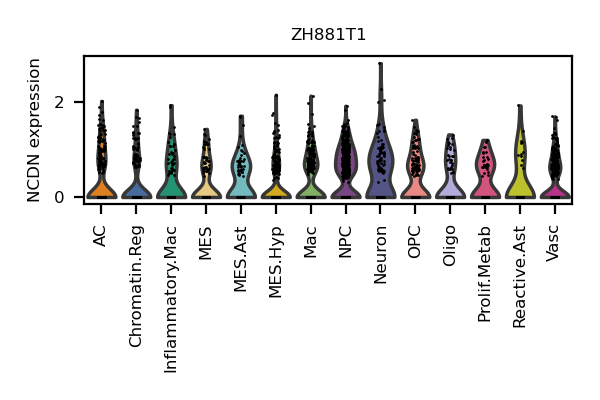 ZH881T1
NCDN expression
2
0
AC
Chromatin.Reg
Inflammatory.Mac
MES
MES.Ast
MES.Hyp
Mac
NPC
Neuron
OPC
Oligo
Prolif.Metab
Reactive.Ast
Vasc